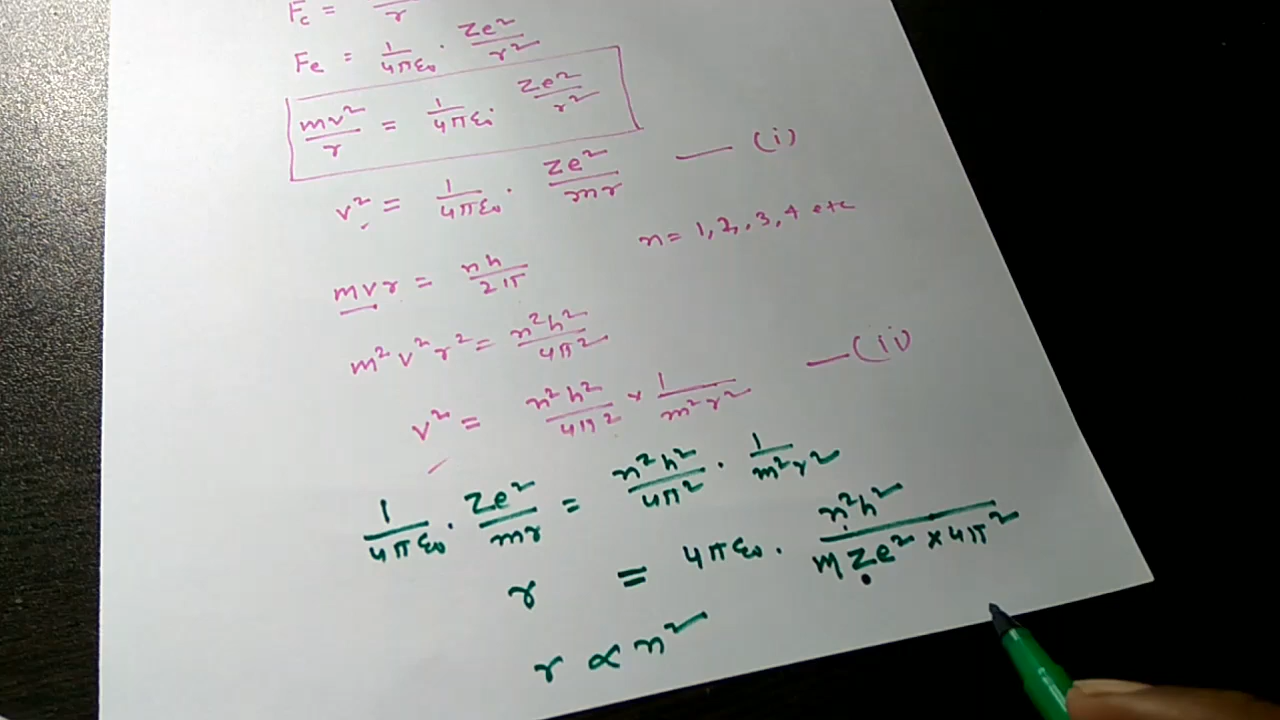 Fc = /r
Fe = 1/4πε₀ · Ze²/r²
mv²/r = 1/4πε₀ · Ze²/r²
v² = 1/4πε₀ · Ze²/mr — (i)
n = 1, 2, 3, 4 etc
mvr = nh/2π
m²v²r² = n²h²/4π²
v² = n²h²/4π² × 1/m²r² — (ii)
1/4πε₀ · Ze²/mr = n²h²/4π² · 1/m²r²
r = 4πε₀ · n²h²/mZe² × 4π²
r ∝ n²